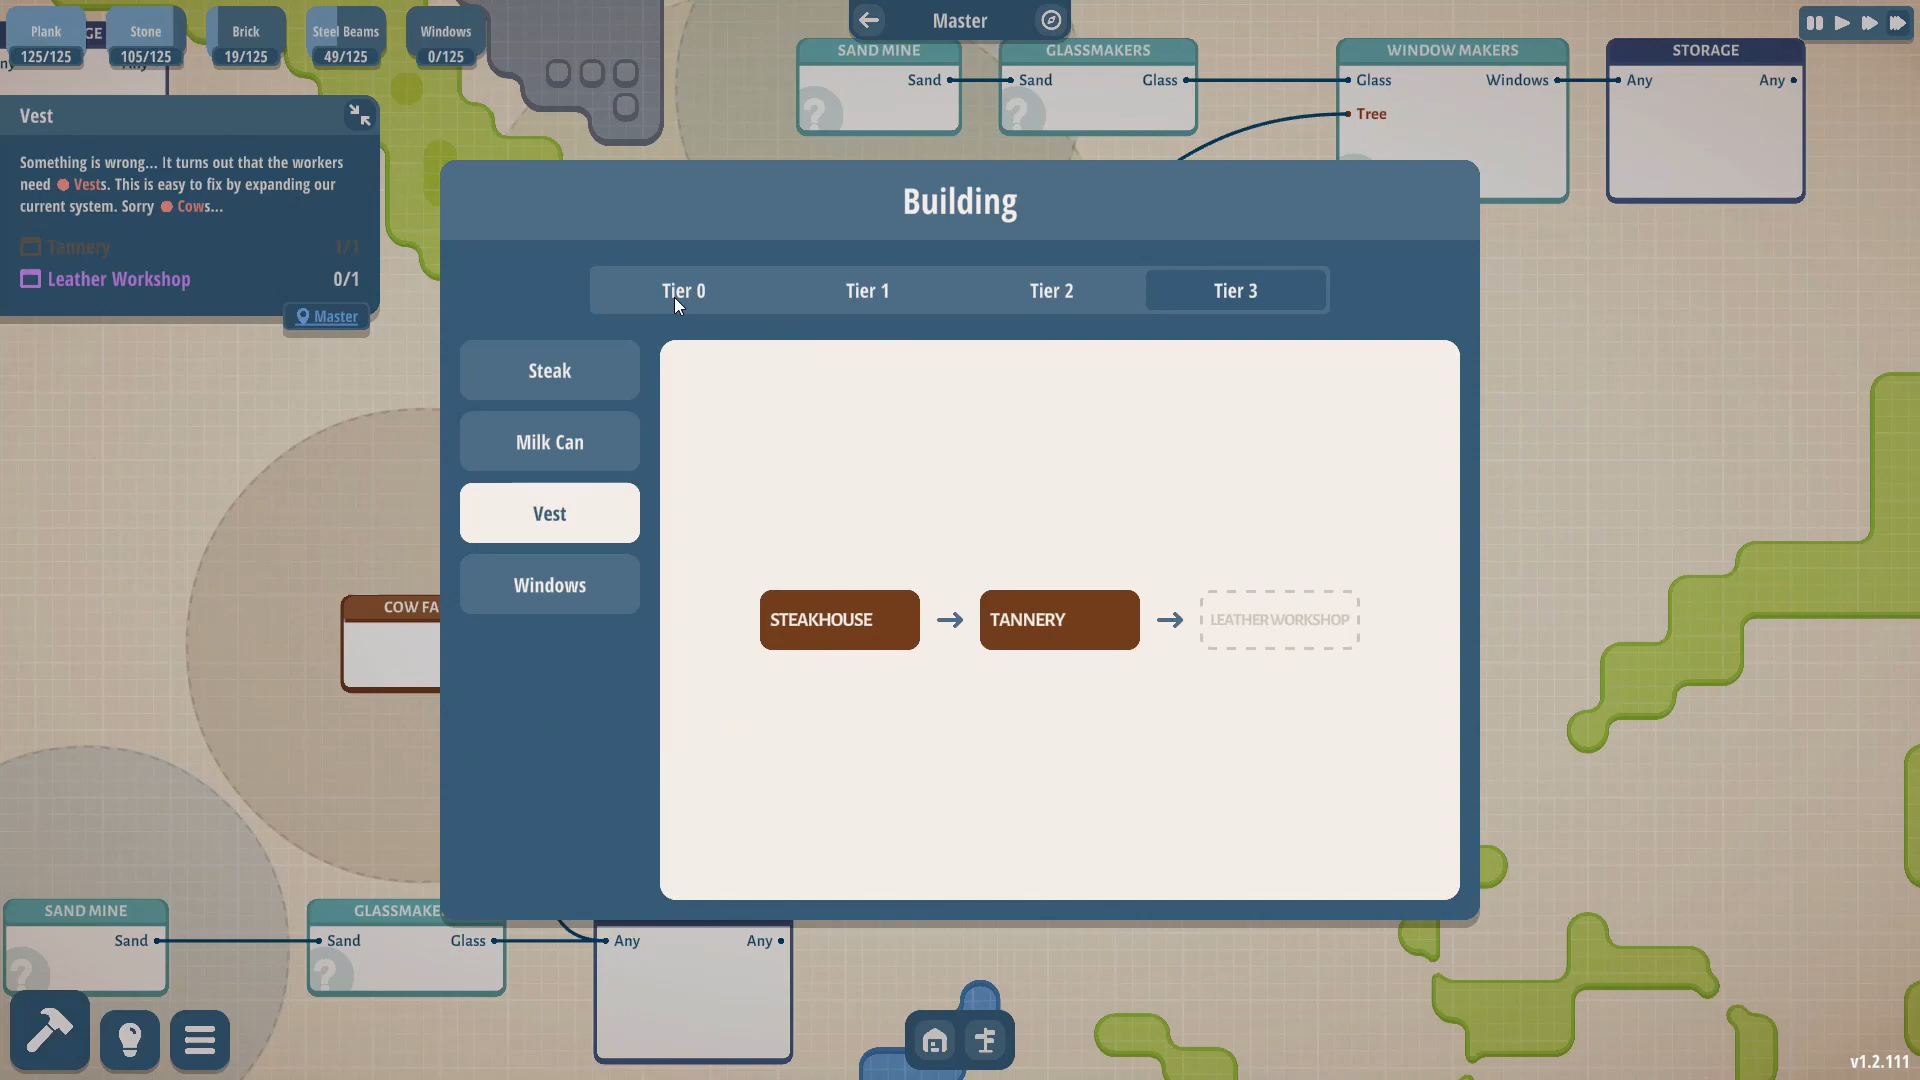 Plank
125/125
GE
Stone
105/125
Brick
19/125
Steel Beams
49/125
Windows
0/125
Master
SAND MINE
Sand
GLASSMAKERS
Sand
Glass
WINDOW MAKERS
Glass
Windows
Tree
STORAGE
Any
Any
Vest
Something is wrong... It turns out that the workers
need Vests. This is easy to fix by expanding our
current system. Sorry Cows...
Tannery 1/1
Leather Workshop 0/1
Master
Building
Tier 0
Tier 1
Tier 2
Tier 3
Steak
Milk Can
Vest
Windows
STEAKHOUSE
TANNERY
LEATHER WORKSHOP
COW FA
SAND MINE
Sand
GLASSMAKE
Sand
Glass
Any
Any
v1.2.111